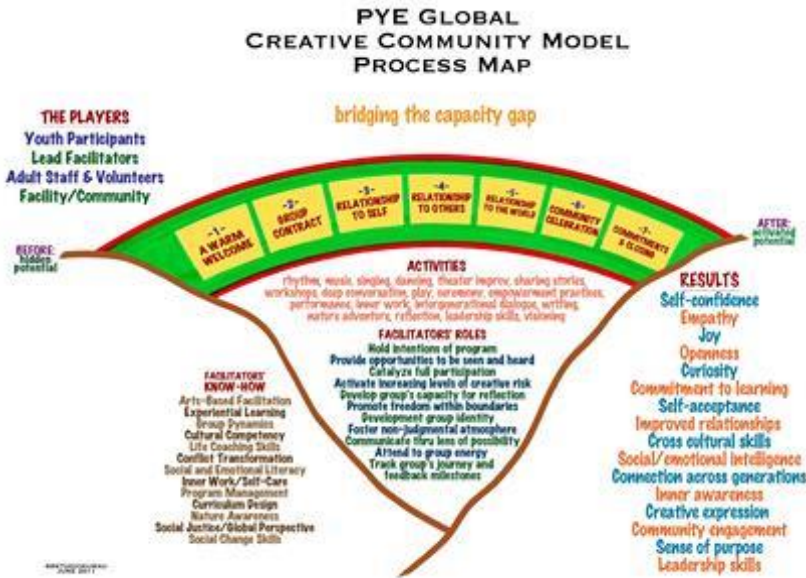 PYE GLOBAL
CREATIVE COMMUNITY MODEL
PROCESS MAP
bridging the capacity gap
THE PLAYERS
Youth Participants
Lead Facilitators
Adult Staff & Volunteers
Facility/Community
BEFORE:
hidden
potential
-1-
A WARM
WELCOME
-2-
GROUP
CONTRACT
-3-
RELATIONSHIP
TO SELF
-4-
RELATIONSHIP
TO OTHERS
-5-
RELATIONSHIP
TO THE WORLD
-6-
COMMUNITY
CELEBRATION
-7-
COMMITMENTS
& CLOSING
AFTER:
activated
potential
ACTIVITIES
rhythm, music, singing, dancing, theater improv, sharing stories,
workshops, deep conversation, play, ceremony, empowerment practices,
performance, inner work, intergenerational dialogue, writing,
nature adventure, reflection, leadership skills, visioning
FACILITATORS' ROLES
Hold intentions of program
Provide opportunities to be seen and heard
Catalyze full participation
Activate increasing levels of creative risk
Develop group's capacity for reflection
Promote freedom within boundaries
Development group identity
Foster non-judgmental atmosphere
Communicate thru lens of possibility
Attend to group energy
Track group's journey and
feedback milestones
FACILITATORS'
KNOW-HOW
Arts-Based Facilitation
Experiential Learning
Group Dynamics
Cultural Competency
Life Coaching Skills
Conflict Transformation
Social and Emotional Literacy
Inner Work/Self-Care
Program Management
Curriculum Design
Nature Awareness
Social Justice/Global Perspective
Social Change Skills
RESULTS
Self-confidence
Empathy
Joy
Openness
Curiosity
Commitment to learning
Self-acceptance
Improved relationships
Cross cultural skills
Social/emotional intelligence
Connection across generations
Inner awareness
Creative expression
Community engagement
Sense of purpose
Leadership skills
JUNE 2011